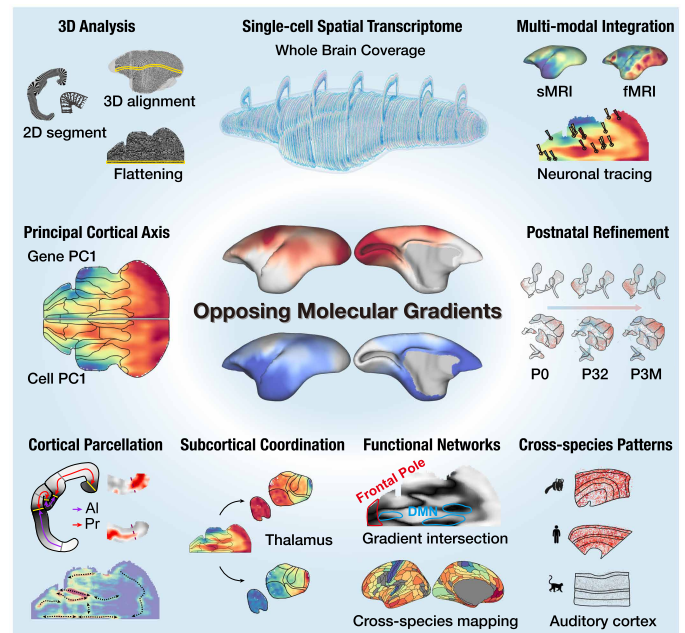 3D Analysis
2D segment
3D alignment
Flattening
Single-cell Spatial Transcriptome
Whole Brain Coverage
Multi-modal Integration
sMRI
fMRI
Neuronal tracing
Principal Cortical Axis
Gene PC1
Cell PC1
Opposing Molecular Gradients
Postnatal Refinement
P0
P32
P3M
Cortical Parcellation
AI
Pr
Subcortical Coordination
Thalamus
Functional Networks
Frontal Pole
DMN
Gradient intersection
Cross-species mapping
Cross-species Patterns
Auditory cortex